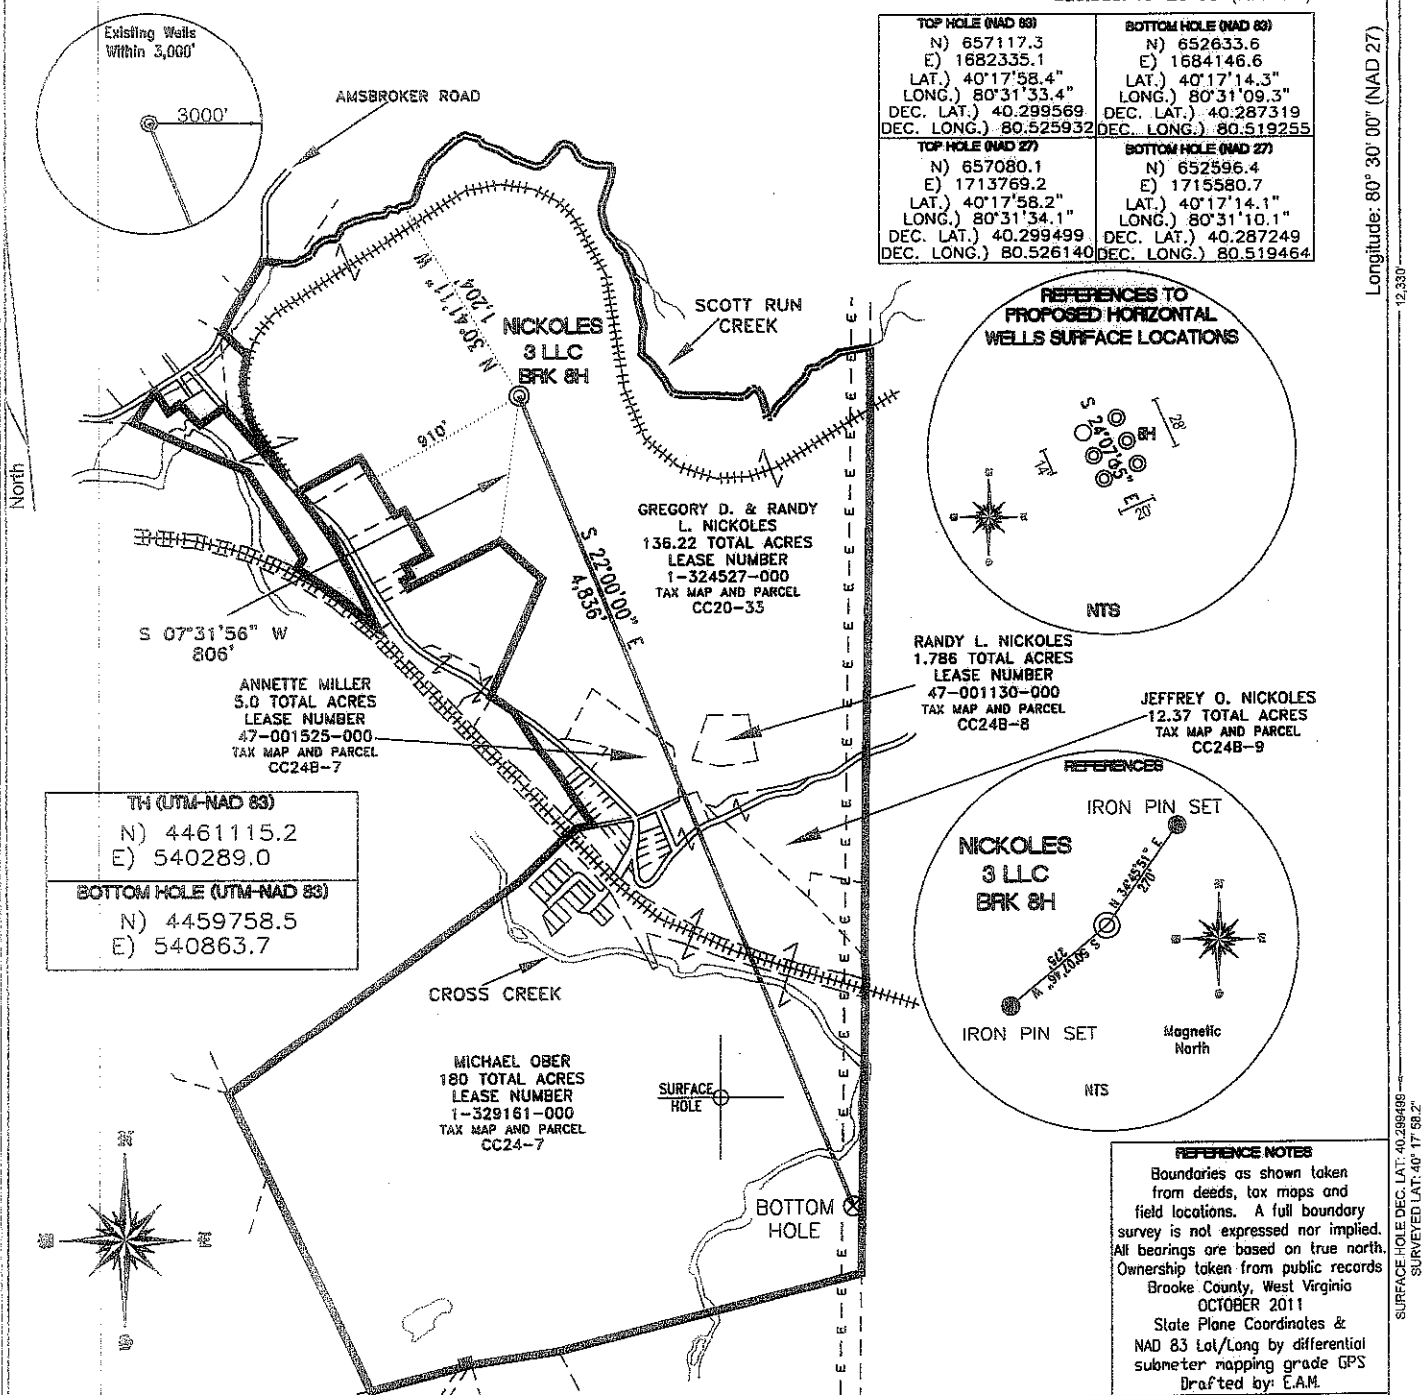 Existing Wells
Within 3,000'
3000'
AMSBROKER ROAD
TOP HOLE (NAD 83)
N) 657117.3
E) 1682335.1
LAT.) 40°17'58.4"
LONG.) 80°31'33.4"
DEC. LAT.) 40.299569
DEC. LONG.) 80.525932
BOTTOM HOLE (NAD 83)
N) 652633.6
E) 1684146.6
LAT.) 40°17'14.3"
LONG.) 80°31'09.3"
DEC. LAT.) 40.287319
DEC. LONG.) 80.519255
TOP HOLE (NAD 27)
N) 657080.1
E) 1713769.2
LAT.) 40°17'58.2"
LONG.) 80°31'34.1"
DEC. LAT.) 40.299499
DEC. LONG.) 80.526140
BOTTOM HOLE (NAD 27)
N) 652596.4
E) 1715580.7
LAT.) 40°17'14.1"
LONG.) 80°31'10.1"
DEC. LAT.) 40.287249
DEC. LONG.) 80.519464
Longitude: 80° 30' 00" (NAD 27)
12,330'
N 30°41'11" W
1,204'
NICKOLES
3 LLC
BRK 8H
SCOTT RUN
CREEK
REFERENCES TO
PROPOSED HORIZONTAL
WELLS SURFACE LOCATIONS
S 24°07'05" E
8H
28'
14'
20'
NTS
North
910'
GREGORY D. & RANDY
L. NICKOLES
136.22 TOTAL ACRES
LEASE NUMBER
1-324527-000
TAX MAP AND PARCEL
CC20-33
S 22°00'00" E
4,836'
S 07°31'56" W
806'
RANDY L. NICKOLES
1.786 TOTAL ACRES
LEASE NUMBER
47-001130-000
TAX MAP AND PARCEL
CC24B-8
ANNETTE MILLER
5.0 TOTAL ACRES
LEASE NUMBER
47-001525-000
TAX MAP AND PARCEL
CC24B-7
JEFFREY O. NICKOLES
12.37 TOTAL ACRES
TAX MAP AND PARCEL
CC24B-9
TH (UTM-NAD 83)
N) 4461115.2
E) 540289.0
BOTTOM HOLE (UTM-NAD 83)
N) 4459758.5
E) 540863.7
REFERENCES
IRON PIN SET
NICKOLES
3 LLC
BRK 8H
N 34°45'51" E
270'
S 50°07'46" W
375'
IRON PIN SET
Magnetic
North
NTS
CROSS CREEK
MICHAEL OBER
180 TOTAL ACRES
LEASE NUMBER
1-329161-000
TAX MAP AND PARCEL
CC24-7
SURFACE
HOLE
BOTTOM
HOLE
N
E
S
W
REFERENCE NOTES
Boundaries as shown taken
from deeds, tax maps and
field locations. A full boundary
survey is not expressed nor implied.
All bearings are based on true north.
Ownership taken from public records
Brooke County, West Virginia
OCTOBER 2011
State Plane Coordinates &
NAD 83 Lat/Long by differential
submeter mapping grade GPS
Drafted by: E.A.M.
SURFACE HOLE DEC. LAT: 40.299499
SURVEYED LAT: 40° 17' 58.2"